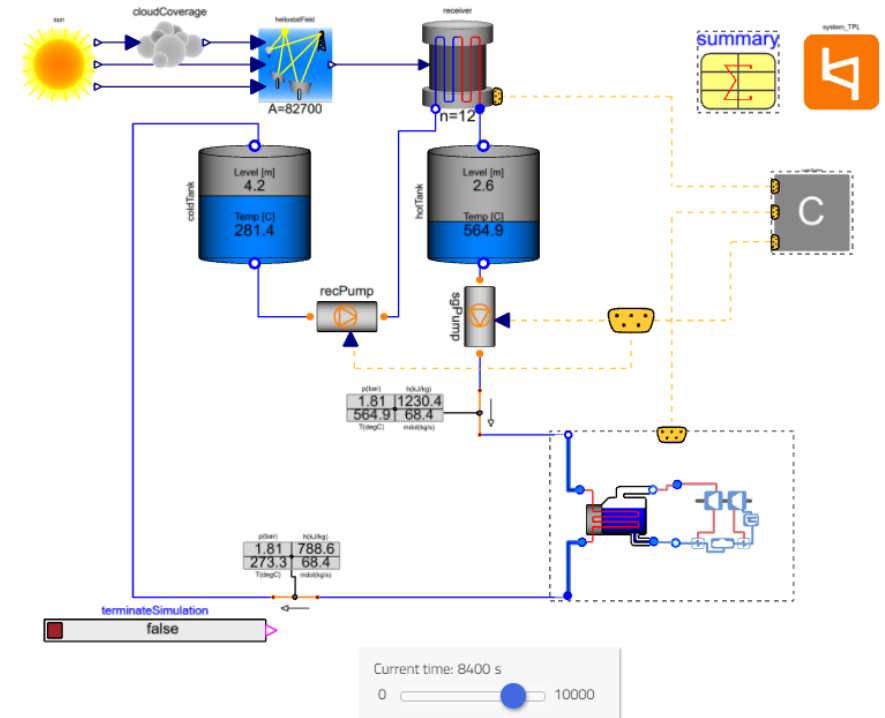 cloudCoverage
sun
heliostatField
receiver
summary
system_TPL
A=82700
n=12
coldTank
Level [m]
4.2
Temp [C]
281.4
hotTank
Level [m]
2.6
Temp [C]
564.9
C
recPump
sgPump
p(bar) h(kJ/kg)
1.81 1230.4
564.9 68.4
T(degC) mdot(kg/s)
p(bar) h(kJ/kg)
1.81 788.6
273.3 68.4
T(degC) mdot(kg/s)
terminateSimulation
false
Current time: 8400 s
0 10000